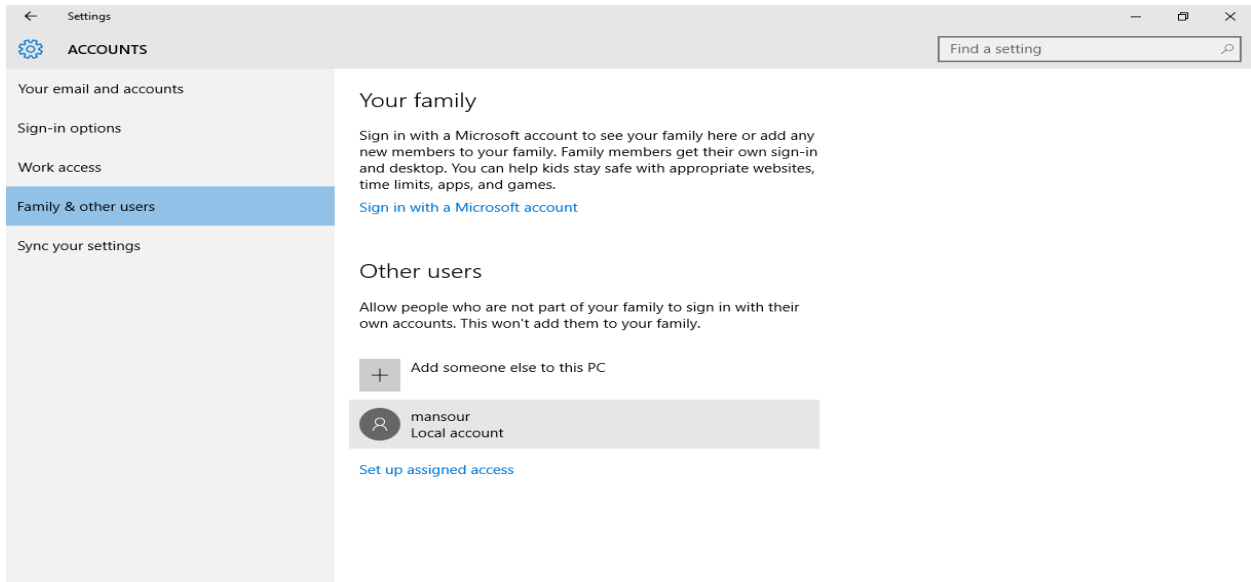 Settings
ACCOUNTS
Find a setting
Your email and accounts
Sign-in options
Work access
Family & other users
Sync your settings
Your family
Sign in with a Microsoft account to see your family here or add any
new members to your family. Family members get their own sign-in
and desktop. You can help kids stay safe with appropriate websites,
time limits, apps, and games.
Sign in with a Microsoft account
Other users
Allow people who are not part of your family to sign in with their
own accounts. This won't add them to your family.
Add someone else to this PC
mansour
Local account
Set up assigned access